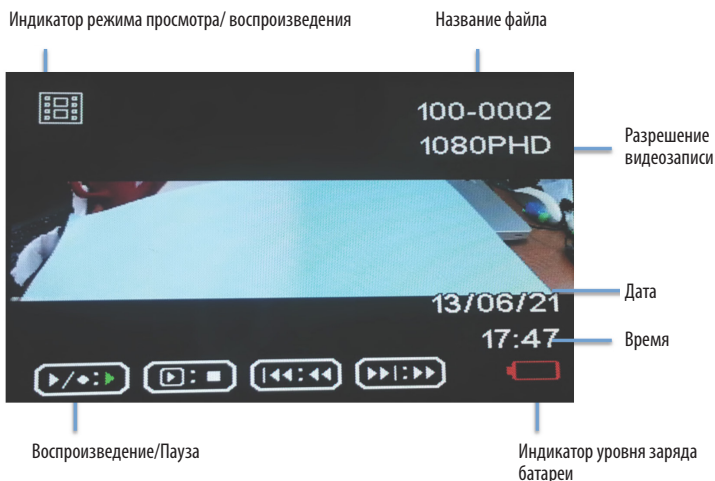 Индикатор режима просмотра/ воспроизведения
Название файла
100-0002
1080PHD
Разрешение
видеозаписи
13/06/21
Дата
17:47
Время
Воспроизведение/Пауза
Индикатор уровня заряда
батареи